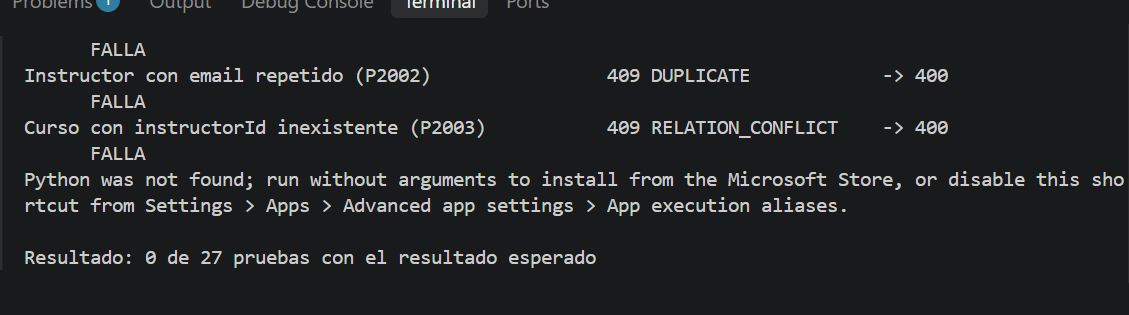 Problems 1 Output Debug Console Terminal Ports
FALLA
Instructor con email repetido (P2002) 409 DUPLICATE -> 400
FALLA
Curso con instructorId inexistente (P2003) 409 RELATION_CONFLICT -> 400
FALLA
Python was not found; run without arguments to install from the Microsoft Store, or disable this sho
rtcut from Settings > Apps > Advanced app settings > App execution aliases.
Resultado: 0 de 27 pruebas con el resultado esperado